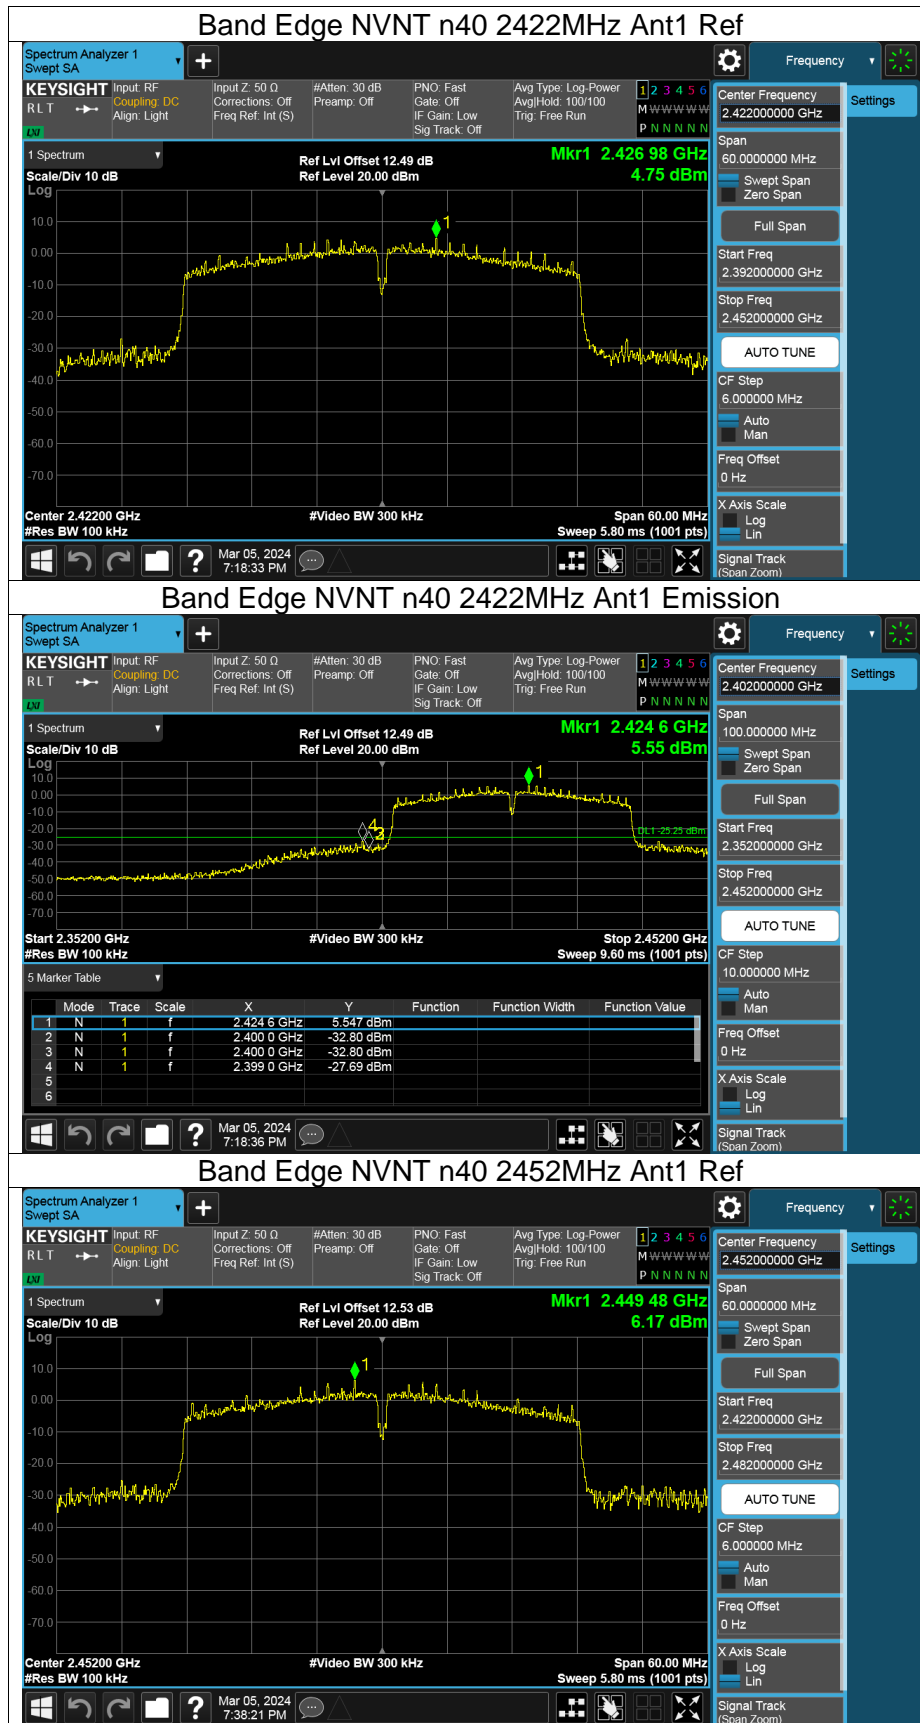 Band Edge NVNT n40 2422MHz Ant1 Ref
Spectrum Analyzer 1
Swept SA
Frequency
KEYSIGHT
RLT
LXI
Input: RF
Coupling: DC
Align: Light
Input Z: 50 Ω
Corrections: Off
Freq Ref: Int (S)
#Atten: 30 dB
Preamp: Off
PNO: Fast
Gate: Off
IF Gain: Low
Sig Track: Off
Avg Type: Log-Power
Avg|Hold: 100/100
Trig: Free Run
1 2 3 4 5 6
M W W W W W
P N N N N N
1 Spectrum
Scale/Div 10 dB
Ref Lvl Offset 12.49 dB
Ref Level 20.00 dBm
Mkr1 2.426 98 GHz
4.75 dBm
Log
10.0
0.00
-10.0
-20.0
-30.0
-40.0
-50.0
-60.0
-70.0
1
Center 2.42200 GHz
#Res BW 100 kHz
#Video BW 300 kHz
Span 60.00 MHz
Sweep 5.80 ms (1001 pts)
Mar 05, 2024
7:18:33 PM
Center Frequency
2.422000000 GHz
Settings
Span
60.0000000 MHz
Swept Span
Zero Span
Full Span
Start Freq
2.392000000 GHz
Stop Freq
2.452000000 GHz
AUTO TUNE
CF Step
6.000000 MHz
Auto
Man
Freq Offset
0 Hz
X Axis Scale
Log
Lin
Signal Track
(Span Zoom)
Band Edge NVNT n40 2422MHz Ant1 Emission
Spectrum Analyzer 1
Swept SA
Frequency
KEYSIGHT
RLT
LXI
Input: RF
Coupling: DC
Align: Light
Input Z: 50 Ω
Corrections: Off
Freq Ref: Int (S)
#Atten: 30 dB
Preamp: Off
PNO: Fast
Gate: Off
IF Gain: Low
Sig Track: Off
Avg Type: Log-Power
Avg|Hold: 100/100
Trig: Free Run
1 2 3 4 5 6
M W W W W W
P N N N N N
1 Spectrum
Scale/Div 10 dB
Ref Lvl Offset 12.49 dB
Ref Level 20.00 dBm
Mkr1 2.424 6 GHz
5.55 dBm
Log
10.0
0.00
-10.0
-20.0
-30.0
-40.0
-50.0
-60.0
-70.0
1
4
2
DL1 -25.25 dBm
Start 2.35200 GHz
#Res BW 100 kHz
#Video BW 300 kHz
Stop 2.45200 GHz
Sweep 9.60 ms (1001 pts)
5 Marker Table
Mode Trace Scale X Y Function Function Width Function Value
1 N 1 f 2.424 6 GHz 5.547 dBm
2 N 1 f 2.400 0 GHz -32.80 dBm
3 N 1 f 2.400 0 GHz -32.80 dBm
4 N 1 f 2.399 0 GHz -27.69 dBm
5
6
Mar 05, 2024
7:18:36 PM
Center Frequency
2.402000000 GHz
Settings
Span
100.000000 MHz
Swept Span
Zero Span
Full Span
Start Freq
2.352000000 GHz
Stop Freq
2.452000000 GHz
AUTO TUNE
CF Step
10.000000 MHz
Auto
Man
Freq Offset
0 Hz
X Axis Scale
Log
Lin
Signal Track
(Span Zoom)
Band Edge NVNT n40 2452MHz Ant1 Ref
Spectrum Analyzer 1
Swept SA
Frequency
KEYSIGHT
RLT
LXI
Input: RF
Coupling: DC
Align: Light
Input Z: 50 Ω
Corrections: Off
Freq Ref: Int (S)
#Atten: 30 dB
Preamp: Off
PNO: Fast
Gate: Off
IF Gain: Low
Sig Track: Off
Avg Type: Log-Power
Avg|Hold: 100/100
Trig: Free Run
1 2 3 4 5 6
M W W W W W
P N N N N N
1 Spectrum
Scale/Div 10 dB
Ref Lvl Offset 12.53 dB
Ref Level 20.00 dBm
Mkr1 2.449 48 GHz
6.17 dBm
Log
10.0
0.00
-10.0
-20.0
-30.0
-40.0
-50.0
-60.0
-70.0
1
Center 2.45200 GHz
#Res BW 100 kHz
#Video BW 300 kHz
Span 60.00 MHz
Sweep 5.80 ms (1001 pts)
Mar 05, 2024
7:38:21 PM
Center Frequency
2.452000000 GHz
Settings
Span
60.0000000 MHz
Swept Span
Zero Span
Full Span
Start Freq
2.422000000 GHz
Stop Freq
2.482000000 GHz
AUTO TUNE
CF Step
6.000000 MHz
Auto
Man
Freq Offset
0 Hz
X Axis Scale
Log
Lin
Signal Track
(Span Zoom)